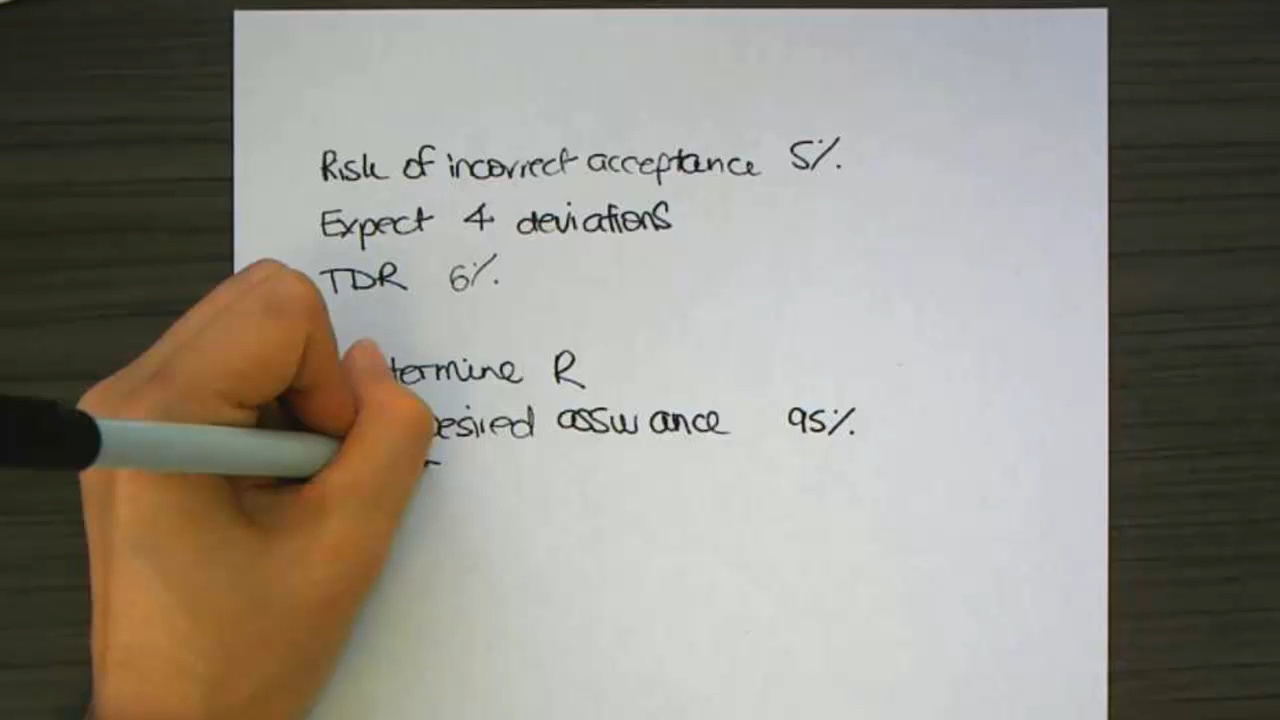 Risk of incorrect acceptance 5%.
Expect 4 deviations
TDR 6%.
termine R
esired assurance 95%.